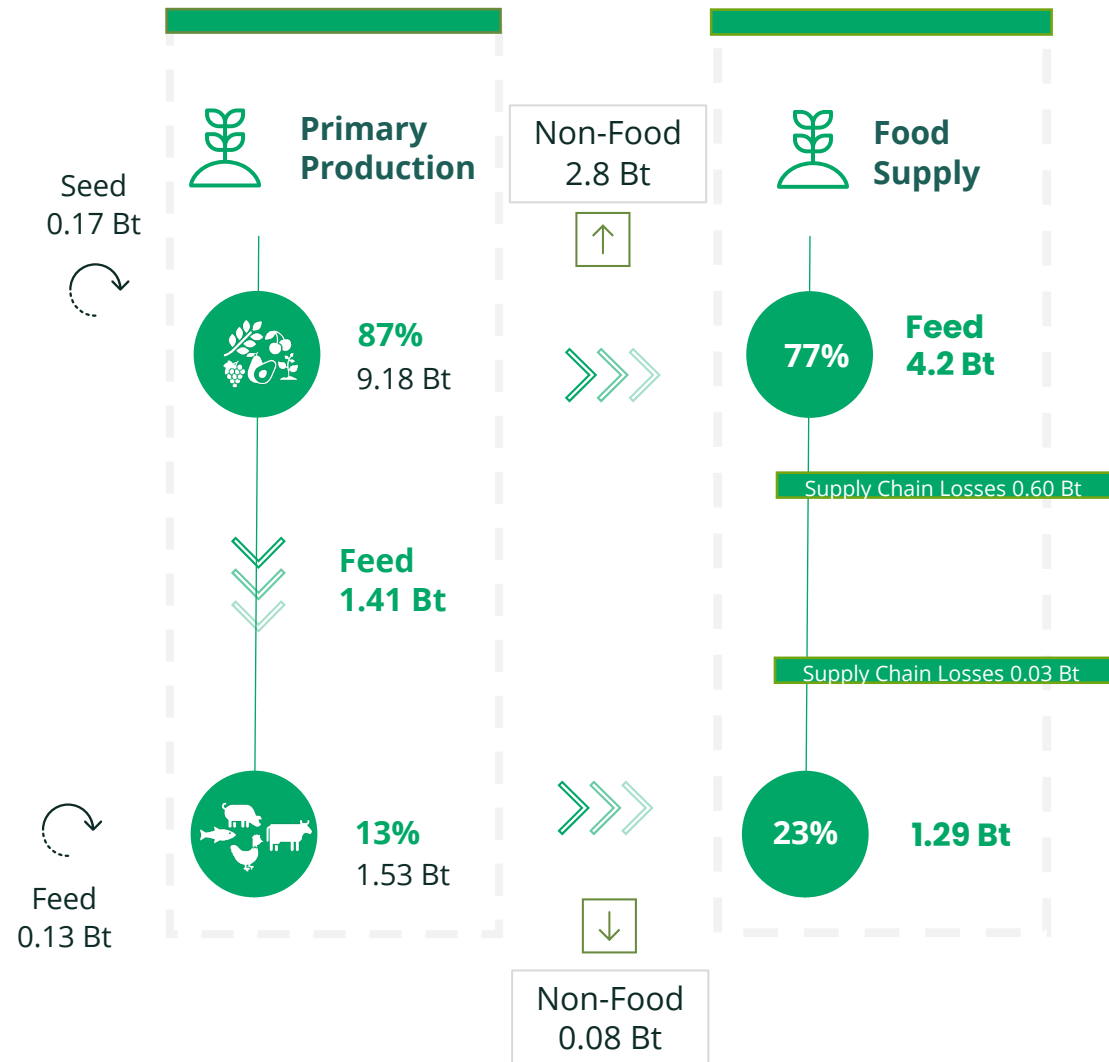 Primary
Production
Non-Food
2.8 Bt
Food
Supply
Seed
0.17 Bt
87%
9.18 Bt
77%
Feed
4.2 Bt
Supply Chain Losses 0.60 Bt
Feed
1.41 Bt
Supply Chain Losses 0.03 Bt
13%
1.53 Bt
23%
1.29 Bt
Feed
0.13 Bt
Non-Food
0.08 Bt